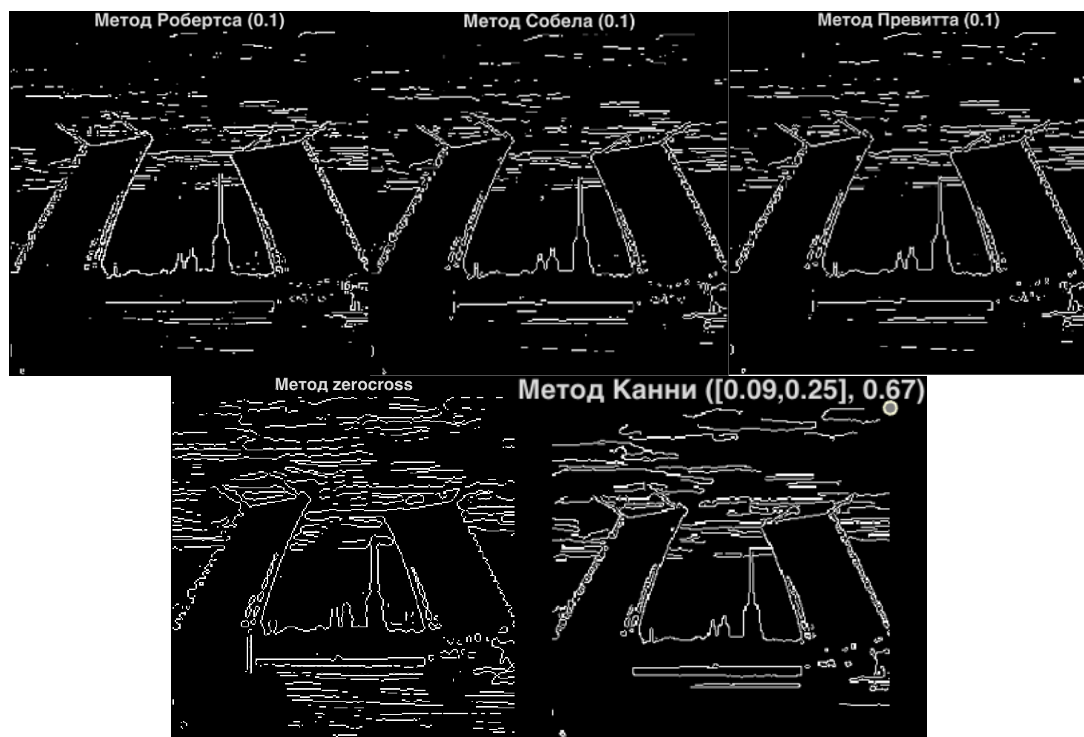 Метод Робертса (0.1)
Метод Собела (0.1)
Метод Превитта (0.1)
Метод zerocross
Метод Канни ([0.09,0.25], 0.67)